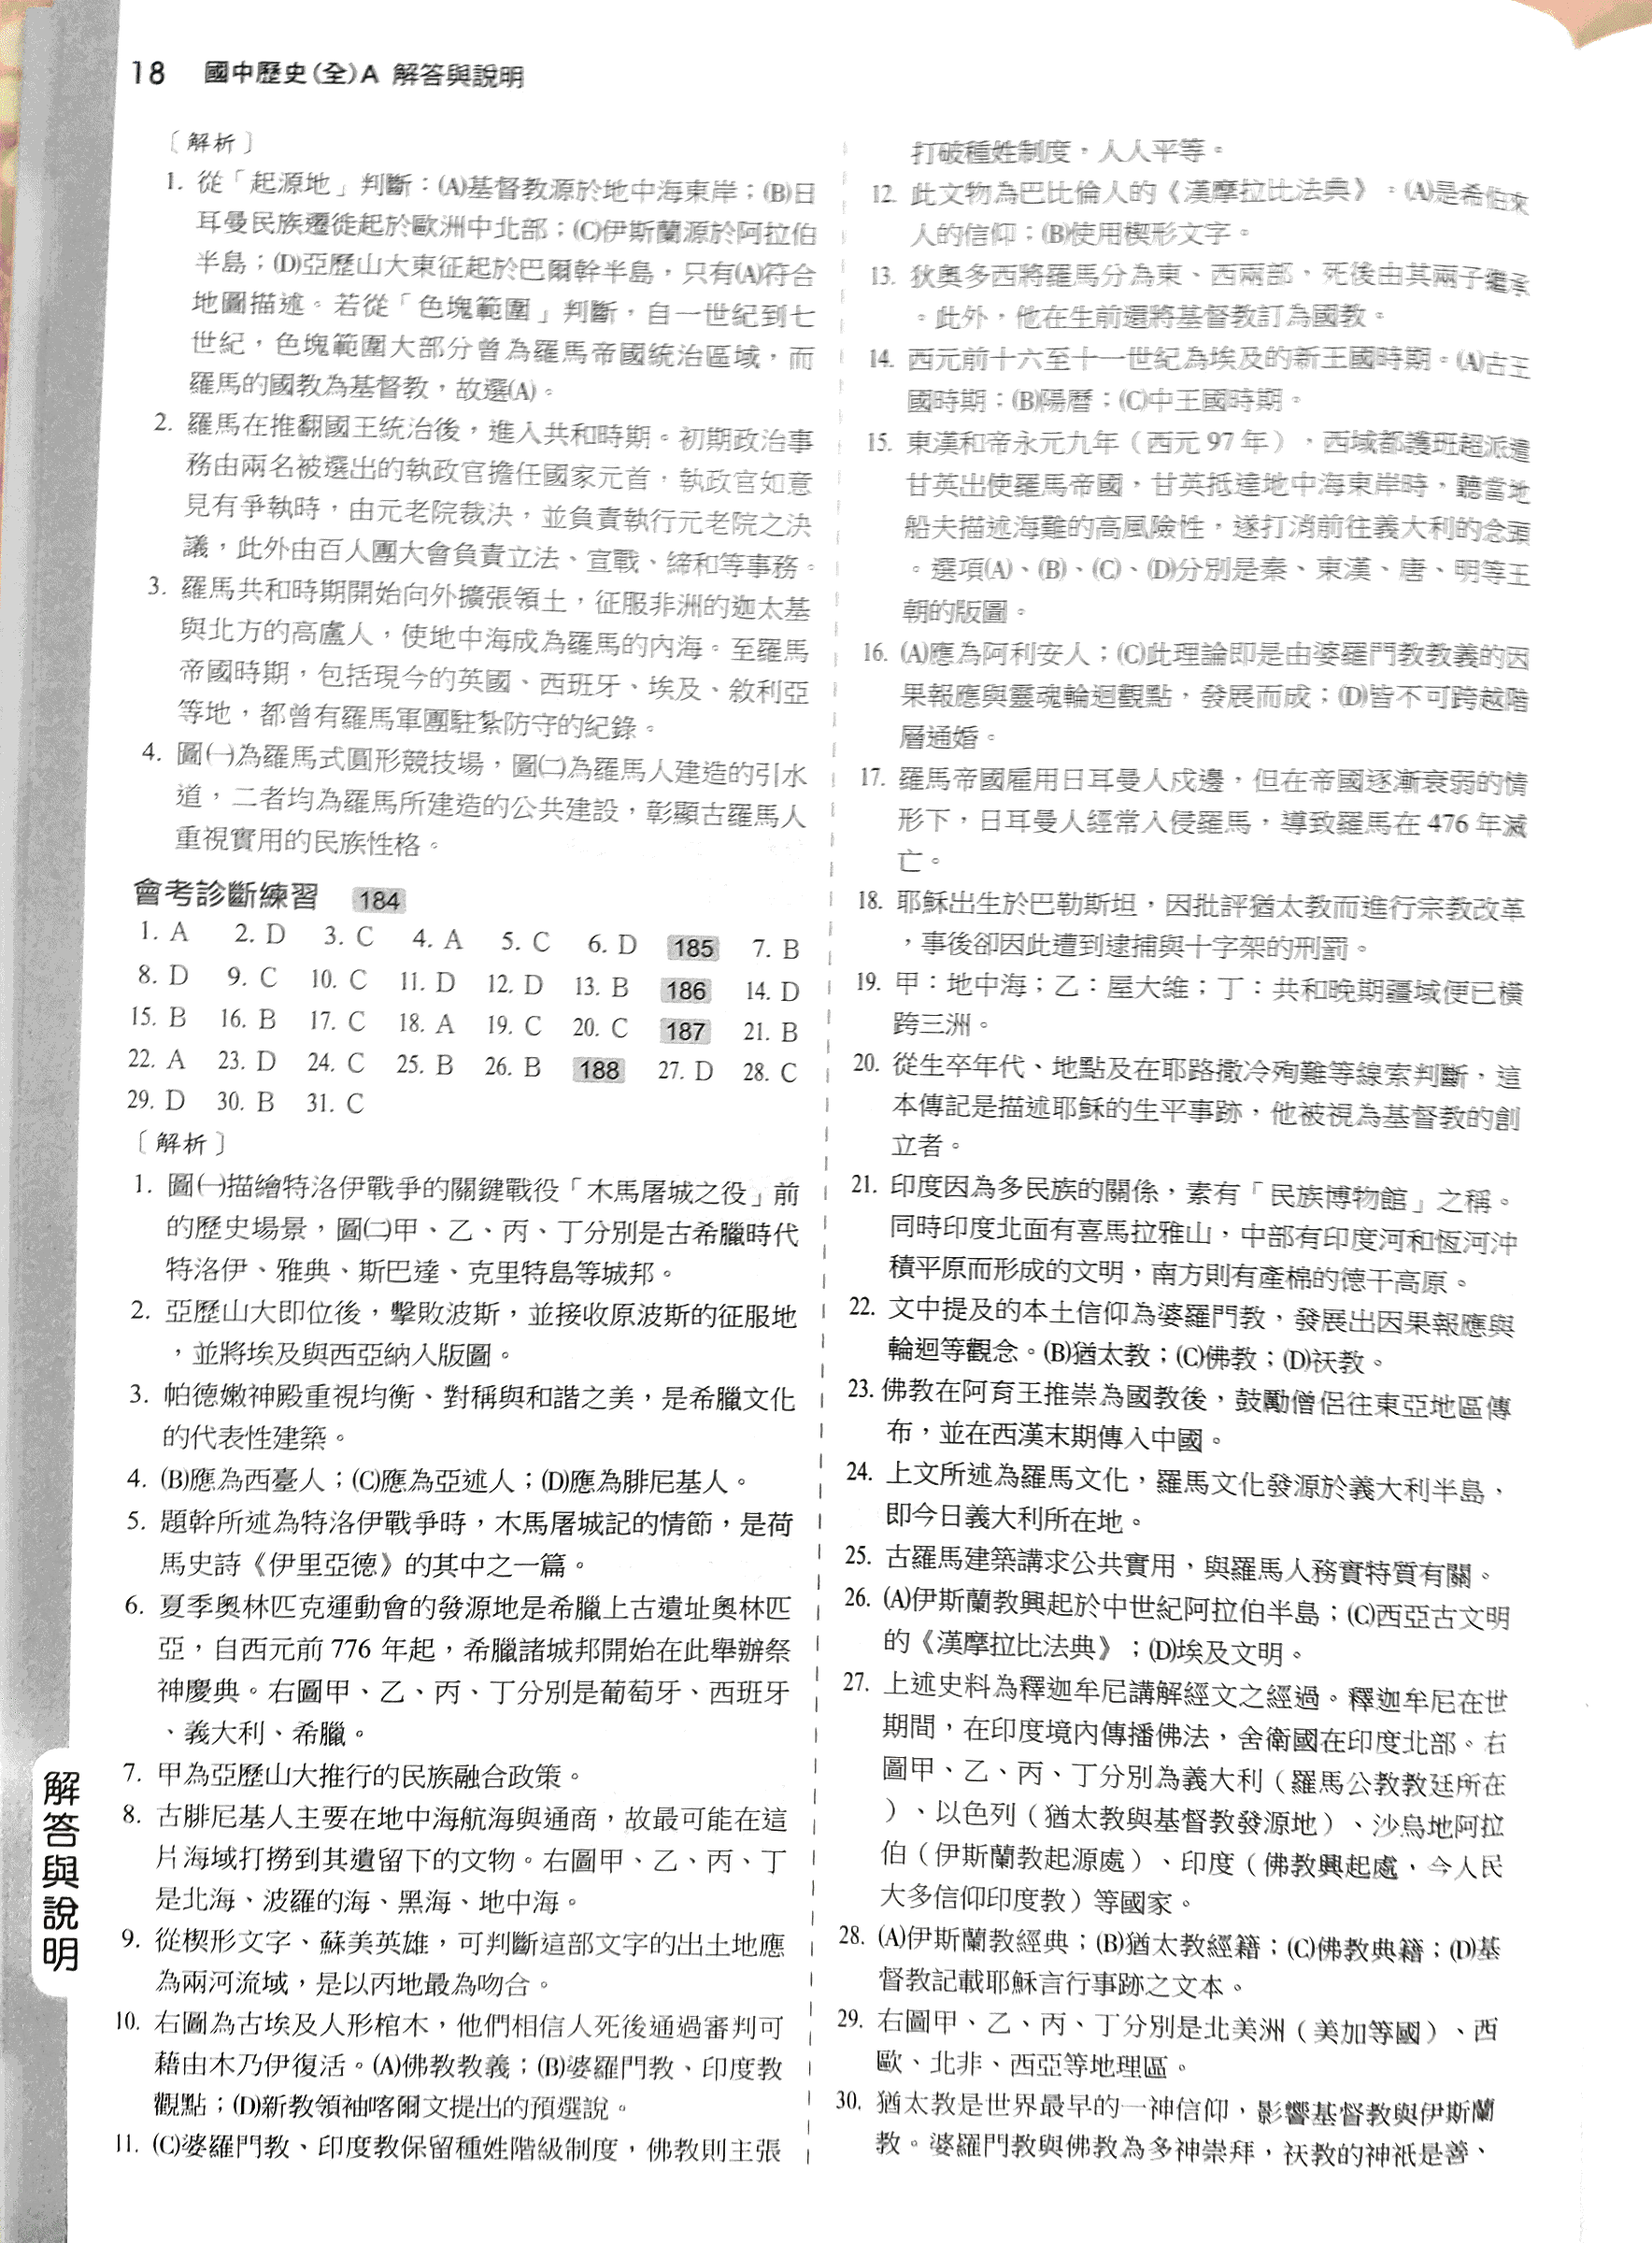 18 國中歷史(全)A 解答與說明
〔解析〕
1. 從「起源地」判斷：(A)基督教源於地中海東岸；(B)日
耳曼民族遷徙起於歐洲中北部；(C)伊斯蘭源於阿拉伯
半島；(D)亞歷山大東征起於巴爾幹半島，只有(A)符合
地圖描述。若從「色塊範圍」判斷，自一世紀到七
世紀，色塊範圍大部分曾為羅馬帝國統治區域，而
羅馬的國教為基督教，故選(A)。
2. 羅馬在推翻國王統治後，進入共和時期。初期政治事
務由兩名被選出的執政官擔任國家元首，執政官如意
見有爭執時，由元老院裁決，並負責執行元老院之決
議，此外由百人團大會負責立法、宣戰、締和等事務。
3. 羅馬共和時期開始向外擴張領土，征服非洲的迦太基
與北方的高盧人，使地中海成為羅馬的內海。至羅馬
帝國時期，包括現今的英國、西班牙、埃及、敘利亞
等地，都曾有羅馬軍團駐紮防守的紀錄。
4. 圖㈠為羅馬式圓形競技場，圖㈡為羅馬人建造的引水
道，二者均為羅馬所建造的公共建設，彰顯古羅馬人
重視實用的民族性格。
會考診斷練習 184
1. A 2. D 3. C 4. A 5. C 6. D 185 7. B
8. D 9. C 10. C 11. D 12. D 13. B 186 14. D
15. B 16. B 17. C 18. A 19. C 20. C 187 21. B
22. A 23. D 24. C 25. B 26. B 188 27. D 28. C
29. D 30. B 31. C
〔解析〕
1. 圖㈠描繪特洛伊戰爭的關鍵戰役「木馬屠城之役」前
的歷史場景，圖㈡甲、乙、丙、丁分別是古希臘時代
特洛伊、雅典、斯巴達、克里特島等城邦。
2. 亞歷山大即位後，擊敗波斯，並接收原波斯的征服地
，並將埃及與西亞納入版圖。
3. 帕德嫩神殿重視均衡、對稱與和諧之美，是希臘文化
的代表性建築。
4. (B)應為西臺人；(C)應為亞述人；(D)應為腓尼基人。
5. 題幹所述為特洛伊戰爭時，木馬屠城記的情節，是荷
馬史詩《伊里亞德》的其中之一篇。
6. 夏季奧林匹克運動會的發源地是希臘上古遺址奧林匹
亞，自西元前 776 年起，希臘諸城邦開始在此舉辦祭
神慶典。右圖甲、乙、丙、丁分別是葡萄牙、西班牙
、義大利、希臘。
7. 甲為亞歷山大推行的民族融合政策。
8. 古腓尼基人主要在地中海航海與通商，故最可能在這
片海域打撈到其遺留下的文物。右圖甲、乙、丙、丁
是北海、波羅的海、黑海、地中海。
9. 從楔形文字、蘇美英雄，可判斷這部文字的出土地應
為兩河流域，是以丙地最為吻合。
10. 右圖為古埃及人形棺木，他們相信人死後通過審判可
藉由木乃伊復活。(A)佛教教義；(B)婆羅門教、印度教
觀點；(D)新教領袖喀爾文提出的預選說。
11. (C)婆羅門教、印度教保留種姓階級制度，佛教則主張
打破種姓制度，人人平等。
12. 此文物為巴比倫人的《漢摩拉比法典》。(A)是希伯來
人的信仰；(B)使用楔形文字。
13. 狄奧多西將羅馬分為東、西兩部，死後由其兩子繼承
。此外，他在生前還將基督教訂為國教。
14. 西元前十六至十一世紀為埃及的新王國時期。(A)古王
國時期；(B)陽曆；(C)中王國時期。
15. 東漢和帝永元九年（西元 97 年），西域都護班超派遣
甘英出使羅馬帝國，甘英抵達地中海東岸時，聽當地
船夫描述海難的高風險性，遂打消前往義大利的念頭
。選項(A)、(B)、(C)、(D)分別是秦、東漢、唐、明等王
朝的版圖。
16. (A)應為阿利安人；(C)此理論即是由婆羅門教教義的因
果報應與靈魂輪迴觀點，發展而成；(D)皆不可跨越階
層通婚。
17. 羅馬帝國雇用日耳曼人戍邊，但在帝國逐漸衰弱的情
形下，日耳曼人經常入侵羅馬，導致羅馬在 476 年滅
亡。
18. 耶穌出生於巴勒斯坦，因批評猶太教而進行宗教改革
，事後卻因此遭到逮捕與十字架的刑罰。
19. 甲：地中海；乙：屋大維；丁：共和晚期疆域便已橫
跨三洲。
20. 從生卒年代、地點及在耶路撒冷殉難等線索判斷，這
本傳記是描述耶穌的生平事跡，他被視為基督教的創
立者。
21. 印度因為多民族的關係，素有「民族博物館」之稱。
同時印度北面有喜馬拉雅山，中部有印度河和恆河沖
積平原而形成的文明，南方則有產棉的德干高原。
22. 文中提及的本土信仰為婆羅門教，發展出因果報應與
輪迴等觀念。(B)猶太教；(C)佛教；(D)祆教。
23. 佛教在阿育王推崇為國教後，鼓勵僧侶往東亞地區傳
布，並在西漢末期傳入中國。
24. 上文所述為羅馬文化，羅馬文化發源於義大利半島，
即今日義大利所在地。
25. 古羅馬建築講求公共實用，與羅馬人務實特質有關。
26. (A)伊斯蘭教興起於中世紀阿拉伯半島；(C)西亞古文明
的《漢摩拉比法典》；(D)埃及文明。
27. 上述史料為釋迦牟尼講解經文之經過。釋迦牟尼在世
期間，在印度境內傳播佛法，舍衛國在印度北部。右
圖甲、乙、丙、丁分別為義大利（羅馬公教教廷所在
）、以色列（猶太教與基督教發源地）、沙烏地阿拉
伯（伊斯蘭教起源處）、印度（佛教興起處，今人民
大多信仰印度教）等國家。
28. (A)伊斯蘭教經典；(B)猶太教經籍；(C)佛教典籍；(D)基
督教記載耶穌言行事跡之文本。
29. 右圖甲、乙、丙、丁分別是北美洲（美加等國）、西
歐、北非、西亞等地理區。
30. 猶太教是世界最早的一神信仰，影響基督教與伊斯蘭
教。婆羅門教與佛教為多神崇拜，祆教的神祇是善、
解答與說明